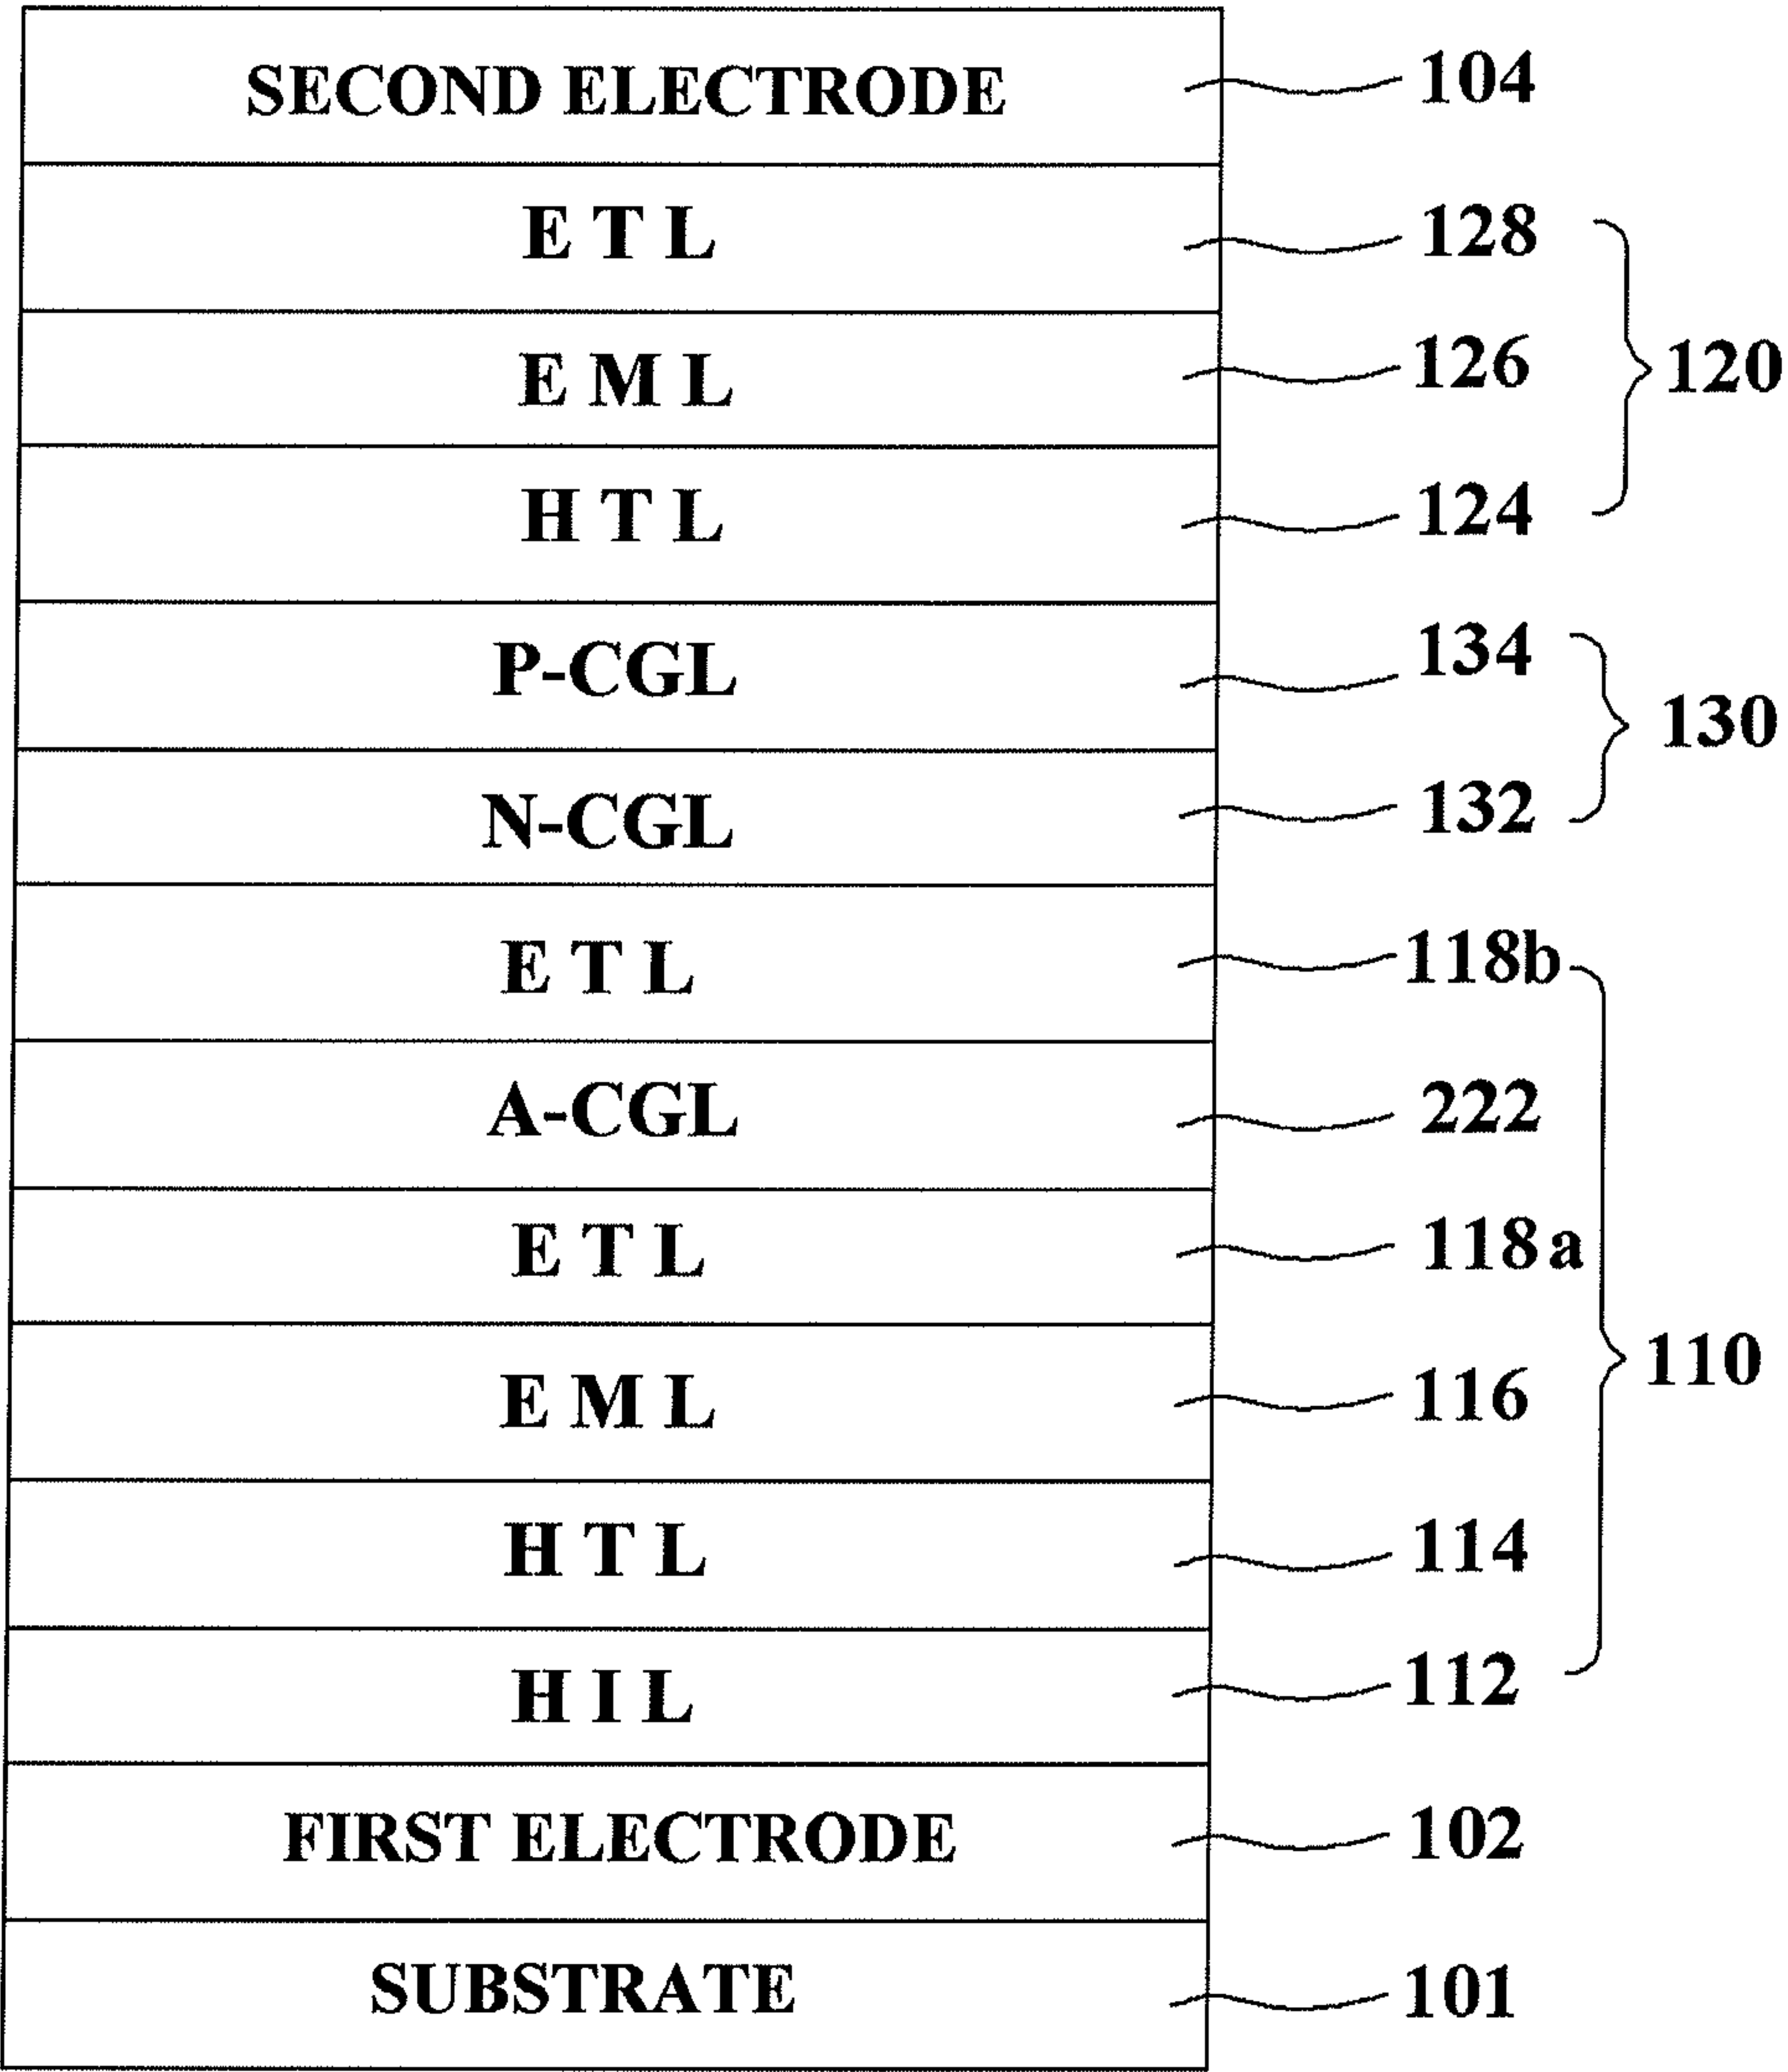 SECOND ELECTRODE 104
E T L 128
E M L 126
120
H T L 124
P-CGL 134
130
N-CGL 132
E T L 118b
A-CGL 222
E T L 118a
110
E M L 116
H T L 114
H I L 112
FIRST ELECTRODE 102
SUBSTRATE 101